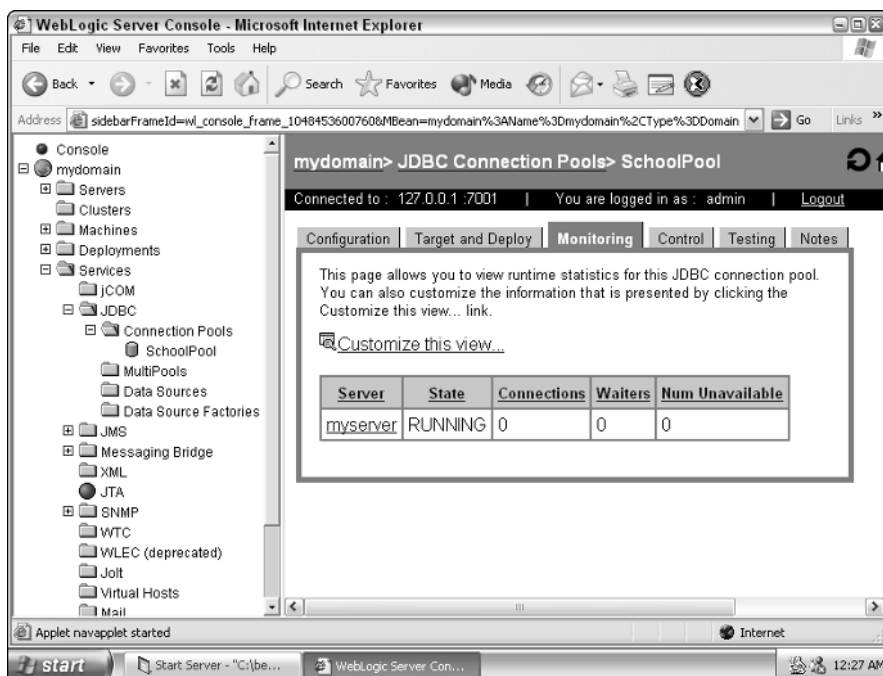 WebLogic Server Console - Microsoft Internet Explorer
File Edit View Favorites Tools Help
Back Search Favorites Media
Address sidebarFrameId=wl_console_frame_1048453600760&MBean=mydomain%3AName%3Dmydomain%2CType%3DDomain Go Links »
Console
mydomain
Servers
Clusters
Machines
Deployments
Services
jCOM
JDBC
Connection Pools
SchoolPool
MultiPools
Data Sources
Data Source Factories
JMS
Messaging Bridge
XML
JTA
SNMP
WTC
WLEC (deprecated)
Jolt
Virtual Hosts
Mail
mydomain> JDBC Connection Pools> SchoolPool
Connected to : 127.0.0.1 :7001 | You are logged in as : admin | Logout
Configuration Target and Deploy Monitoring Control Testing Notes
This page allows you to view runtime statistics for this JDBC connection pool.
You can also customize the information that is presented by clicking the
Customize this view... link.
Customize this view...
Server State Connections Waiters Num Unavailable
myserver RUNNING 0 0 0
Applet navapplet started Internet
start Start Server - "C:\be... WebLogic Server Con... 12:27 AM